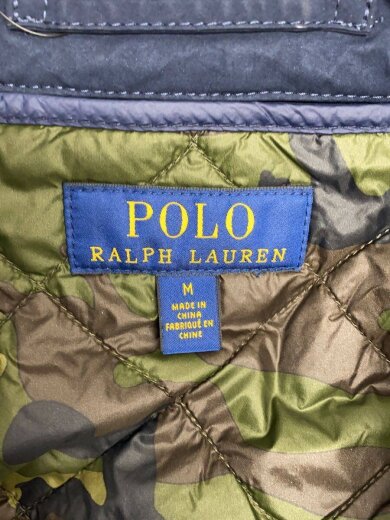 POLO
RALPH LAUREN
M
MADE IN
CHINA
FABRIQUÉ EN
CHINE